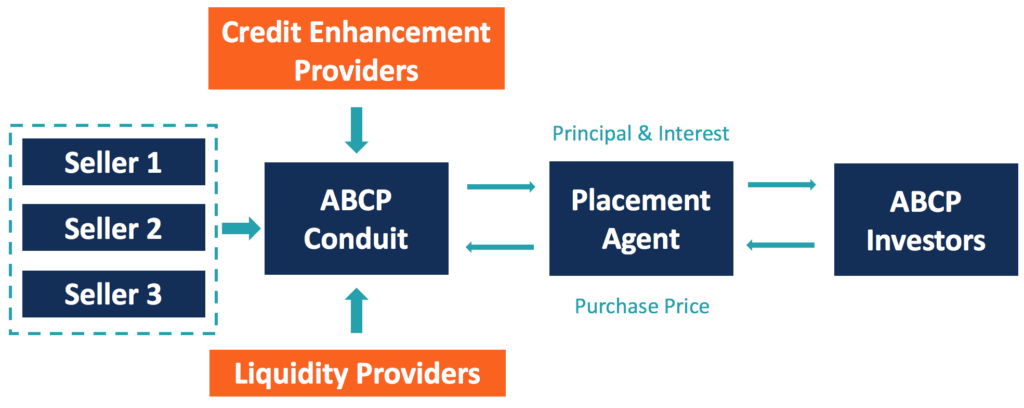 Credit Enhancement
Providers
Seller 1
Seller 2
Seller 3
ABCP
Conduit
Principal & Interest
Placement
Agent
Purchase Price
ABCP
Investors
Liquidity Providers